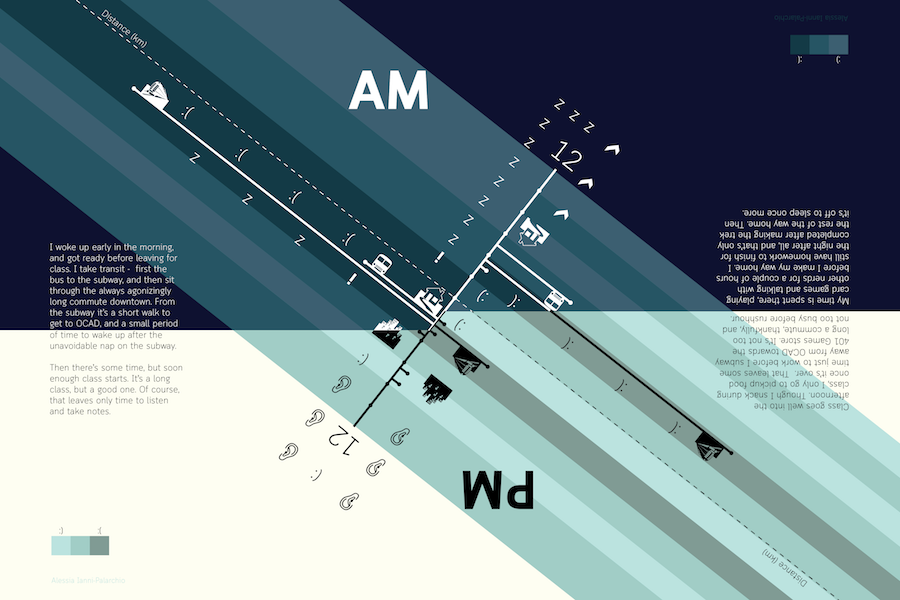 Distance (km)
AM
12
I woke up early in the morning,
and got ready before leaving for
class. I take transit - first the
bus to the subway, and then sit
through the always agonizingly
long commute downtown. From
the subway it's a short walk to
get to OCAD, and a small period
of time to wake up after the
unavoidable nap on the subway.
Then there's some time, but soon
enough class starts. It's a long
class, but a good one. Of course,
that leaves only time to listen
and take notes.
:)
:(
z
z
z
z
z
z
z
z
z
z
z
z
!
!
PM
12
Distance (km)
Class goes well into the
afternoon. Though I snack during
class, I only go to pickup food
once it's over. That leaves some
time just to work before I subway
away from OCAD towards the
401 Games store. It's not too
long a commute, thankfully, and
not too busy before rushhour.
My time is spent there, playing
card games and talking with
other nerds for a couple of hours
before I make my way home. I
still have homework to finish for
the night after all, and that's only
completed after making the trek
the rest of the way home. Then
it's off to sleep once more.
:)
:(